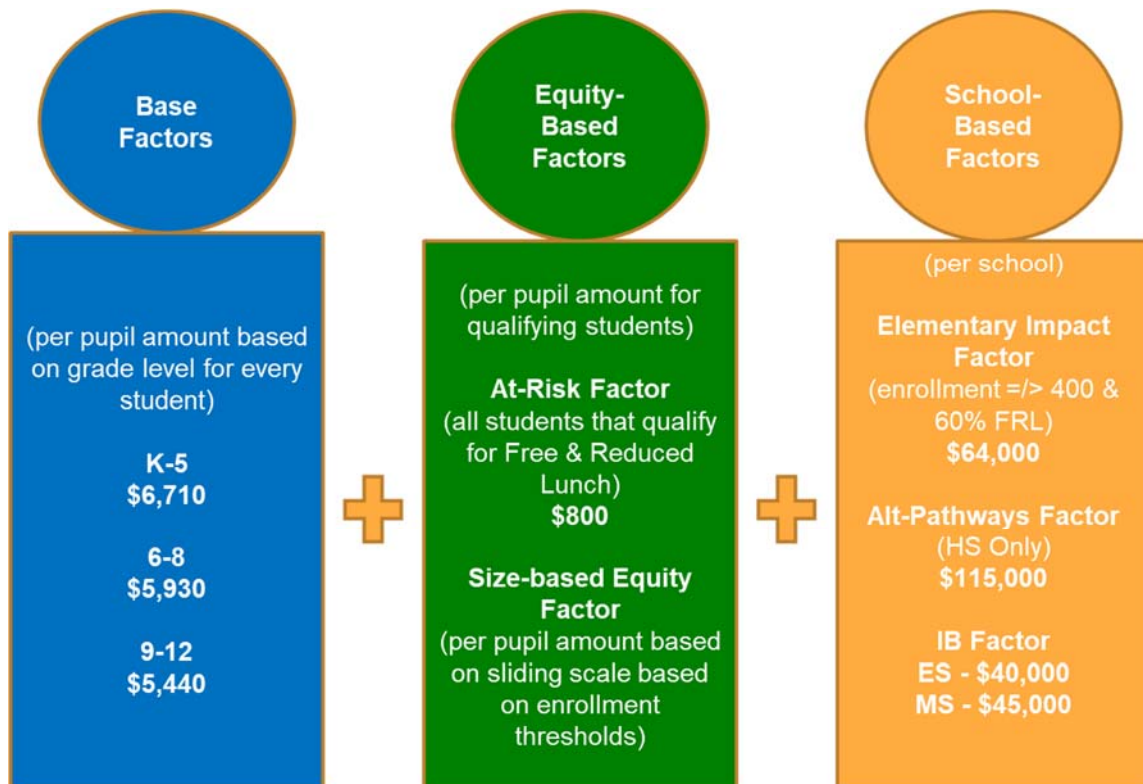 Base
Factors
(per pupil amount based
on grade level for every
student)
K-5
$6,710
6-8
$5,930
9-12
$5,440
Equity-
Based
Factors
(per pupil amount for
qualifying students)
At-Risk Factor
(all students that qualify
for Free & Reduced
Lunch)
$800
Size-based Equity
Factor
(per pupil amount based
on sliding scale based
on enrollment
thresholds)
School-
Based
Factors
(per school)
Elementary Impact
Factor
(enrollment =/> 400 &
60% FRL)
$64,000
Alt-Pathways Factor
(HS Only)
$115,000
IB Factor
ES - $40,000
MS - $45,000